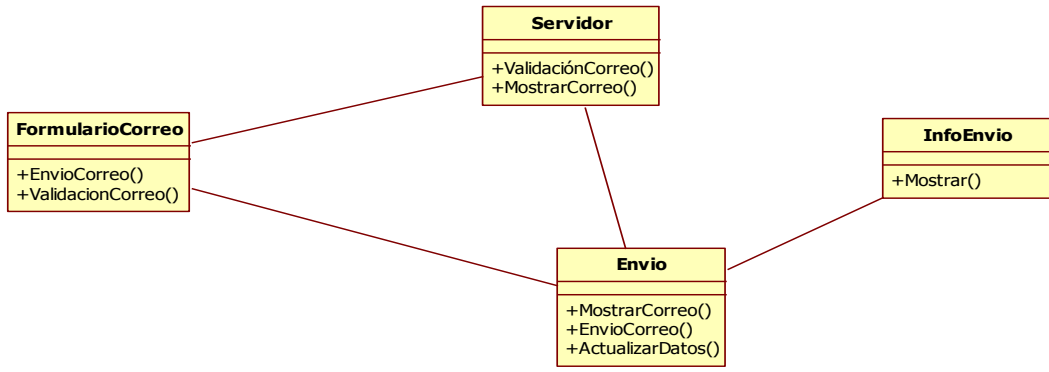 Servidor
+ValidaciónCorreo()
+MostrarCorreo()
FormularioCorreo
+EnvioCorreo()
+ValidacionCorreo()
InfoEnvio
+Mostrar()
Envio
+MostrarCorreo()
+EnvioCorreo()
+ActualizarDatos()